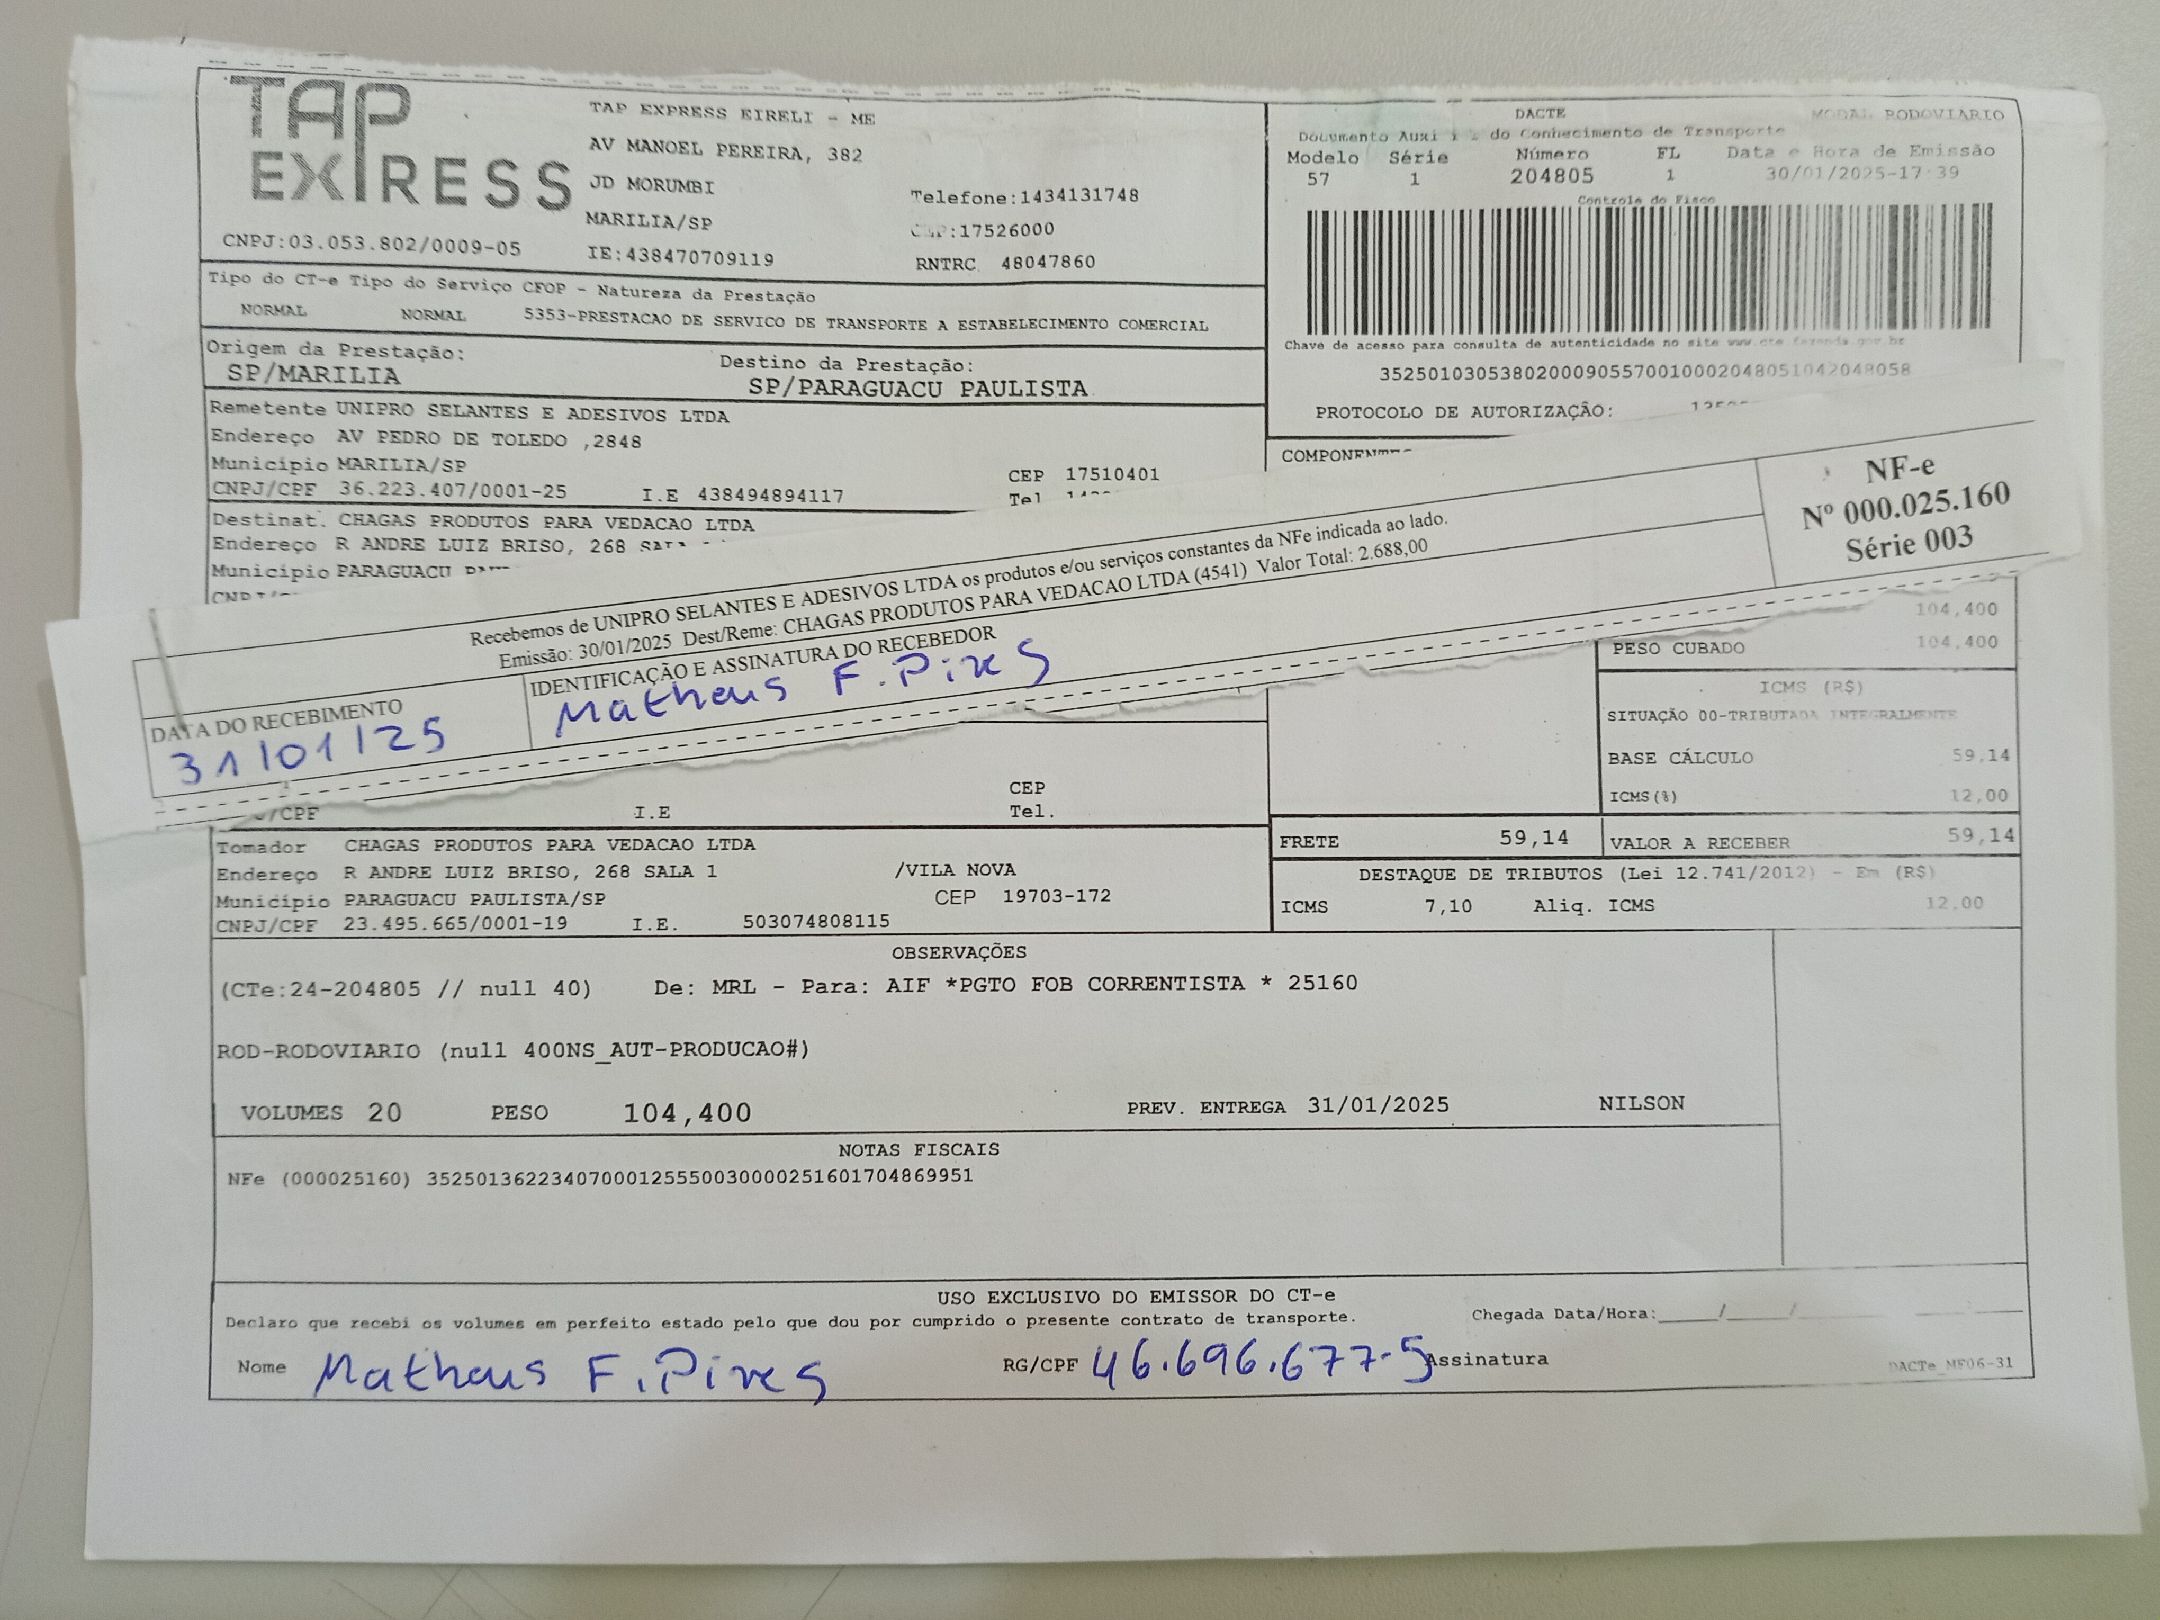 TAP
EXPRESS
TAP EXPRESS EIRELI - ME
AV MANOEL PEREIRA, 382
JD MORUMBI
Telefone:1434131748
MARILIA/SP
CEP:17526000
CNPJ:03.053.802/0009-05
IE:438470709119
RNTRC 48047860
DACTE
MODAL RODOVIARIO
Documento Auxi do Conhecimento de Transporte
Modelo Série Número FL Data e Hora de Emissão
57 1 204805 1 30/01/2025-17:39
Controle do Fisco
Chave de acesso para consulta de autenticidade no site www.cte.fazenda.gov.br
35250103053802000905570010002048051042048058
PROTOCOLO DE AUTORIZAÇÃO:
Tipo do CT-e Tipo do Serviço CFOP - Natureza da Prestação
NORMAL NORMAL 5353-PRESTACAO DE SERVICO DE TRANSPORTE A ESTABELECIMENTO COMERCIAL
Origem da Prestação: Destino da Prestação:
SP/MARILIA SP/PARAGUACU PAULISTA
Remetente UNIPRO SELANTES E ADESIVOS LTDA
Endereço AV PEDRO DE TOLEDO ,2848
Município MARILIA/SP CEP 17510401
CNPJ/CPF 36.223.407/0001-25 I.E 438494894117 Tel
Destinat. CHAGAS PRODUTOS PARA VEDACAO LTDA
Endereço R ANDRE LUIZ BRISO, 268
Município PARAGUACU
Recebemos de UNIPRO SELANTES E ADESIVOS LTDA os produtos e/ou serviços constantes da NFe indicada ao lado.
Emissão: 30/01/2025 Dest/Reme: CHAGAS PRODUTOS PARA VEDACAO LTDA (4541) Valor Total: 2.688,00
NF-e
Nº 000.025.160
Série 003
DATA DO RECEBIMENTO
31/01/25
IDENTIFICAÇÃO E ASSINATURA DO RECEBEDOR
Matheus F. Pires
104,400
PESO CUBADO 104,400
ICMS (R$)
SITUAÇÃO 00-TRIBUTADA INTEGRALMENTE
BASE CÁLCULO 59,14
ICMS(%) 12,00
/CPF I.E
CEP
Tel.
FRETE 59,14 VALOR A RECEBER 59,14
DESTAQUE DE TRIBUTOS (Lei 12.741/2012) - Em (R$)
ICMS 7,10 Aliq. ICMS 12,00
Tomador CHAGAS PRODUTOS PARA VEDACAO LTDA
Endereço R ANDRE LUIZ BRISO, 268 SALA 1 /VILA NOVA
Município PARAGUACU PAULISTA/SP CEP 19703-172
CNPJ/CPF 23.495.665/0001-19 I.E. 503074808115
OBSERVAÇÕES
(CTe:24-204805 // null 40) De: MRL - Para: AIF *PGTO FOB CORRENTISTA * 25160
ROD-RODOVIARIO (null 400NS_AUT-PRODUCAO#)
VOLUMES 20 PESO 104,400 PREV. ENTREGA 31/01/2025 NILSON
NOTAS FISCAIS
NFe (000025160) 35250136223407000125550030000251601704869951
USO EXCLUSIVO DO EMISSOR DO CT-e
Declaro que recebi os volumes em perfeito estado pelo que dou por cumprido o presente contrato de transporte. Chegada Data/Hora:____/____/
Nome Matheus F. Pires RG/CPF 46.696.677-5 Assinatura
DACTe_MF06-31